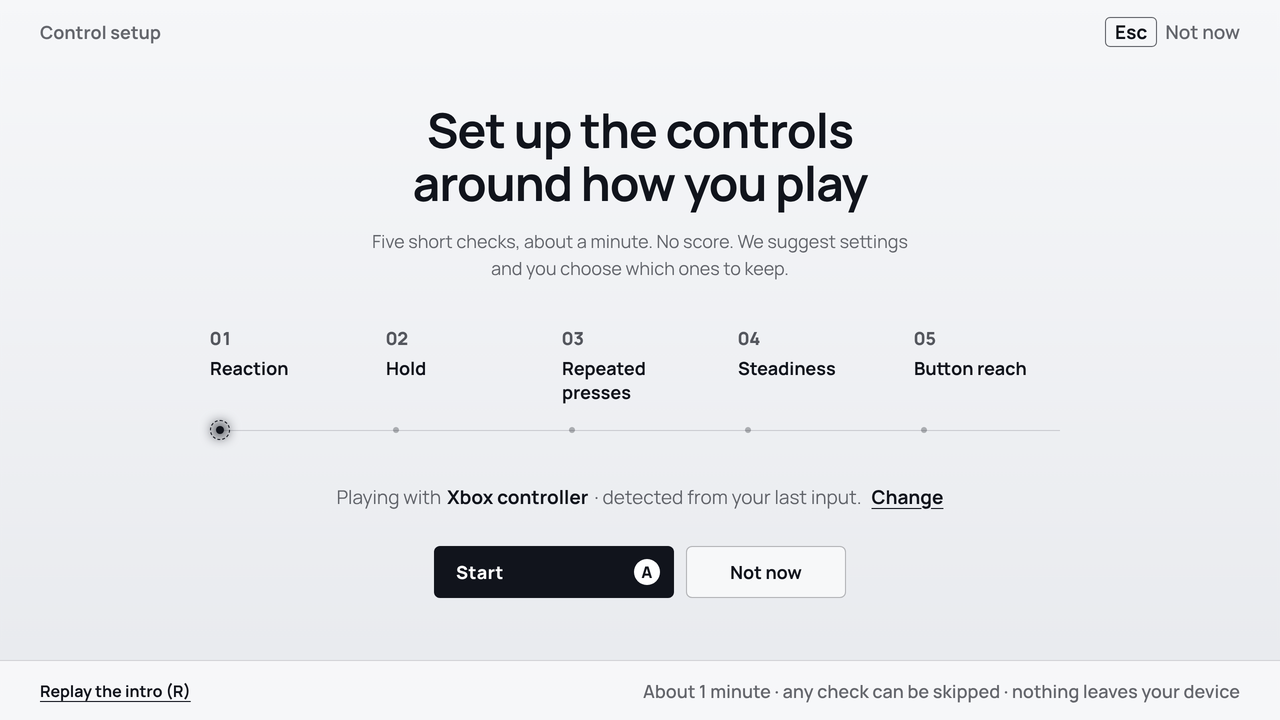 Control setup
Esc Not now
Set up the controls
around how you play
Five short checks, about a minute. No score. We suggest settings
and you choose which ones to keep.
01
Reaction
02
Hold
03
Repeated
presses
04
Steadiness
05
Button reach
Playing with Xbox controller · detected from your last input. Change
Start A
Not now
Replay the intro (R)
About 1 minute · any check can be skipped · nothing leaves your device